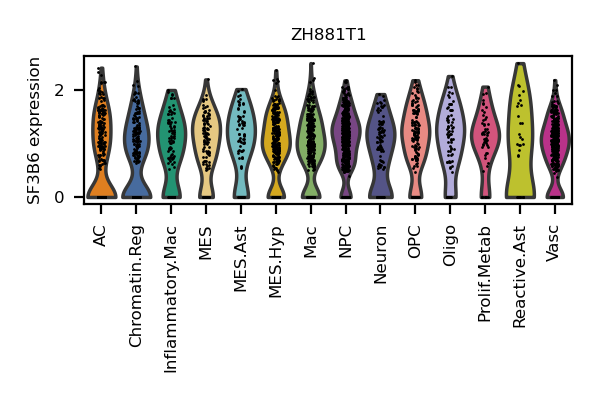 ZH881T1
SF3B6 expression
2
0
AC
Chromatin.Reg
Inflammatory.Mac
MES
MES.Ast
MES.Hyp
Mac
NPC
Neuron
OPC
Oligo
Prolif.Metab
Reactive.Ast
Vasc